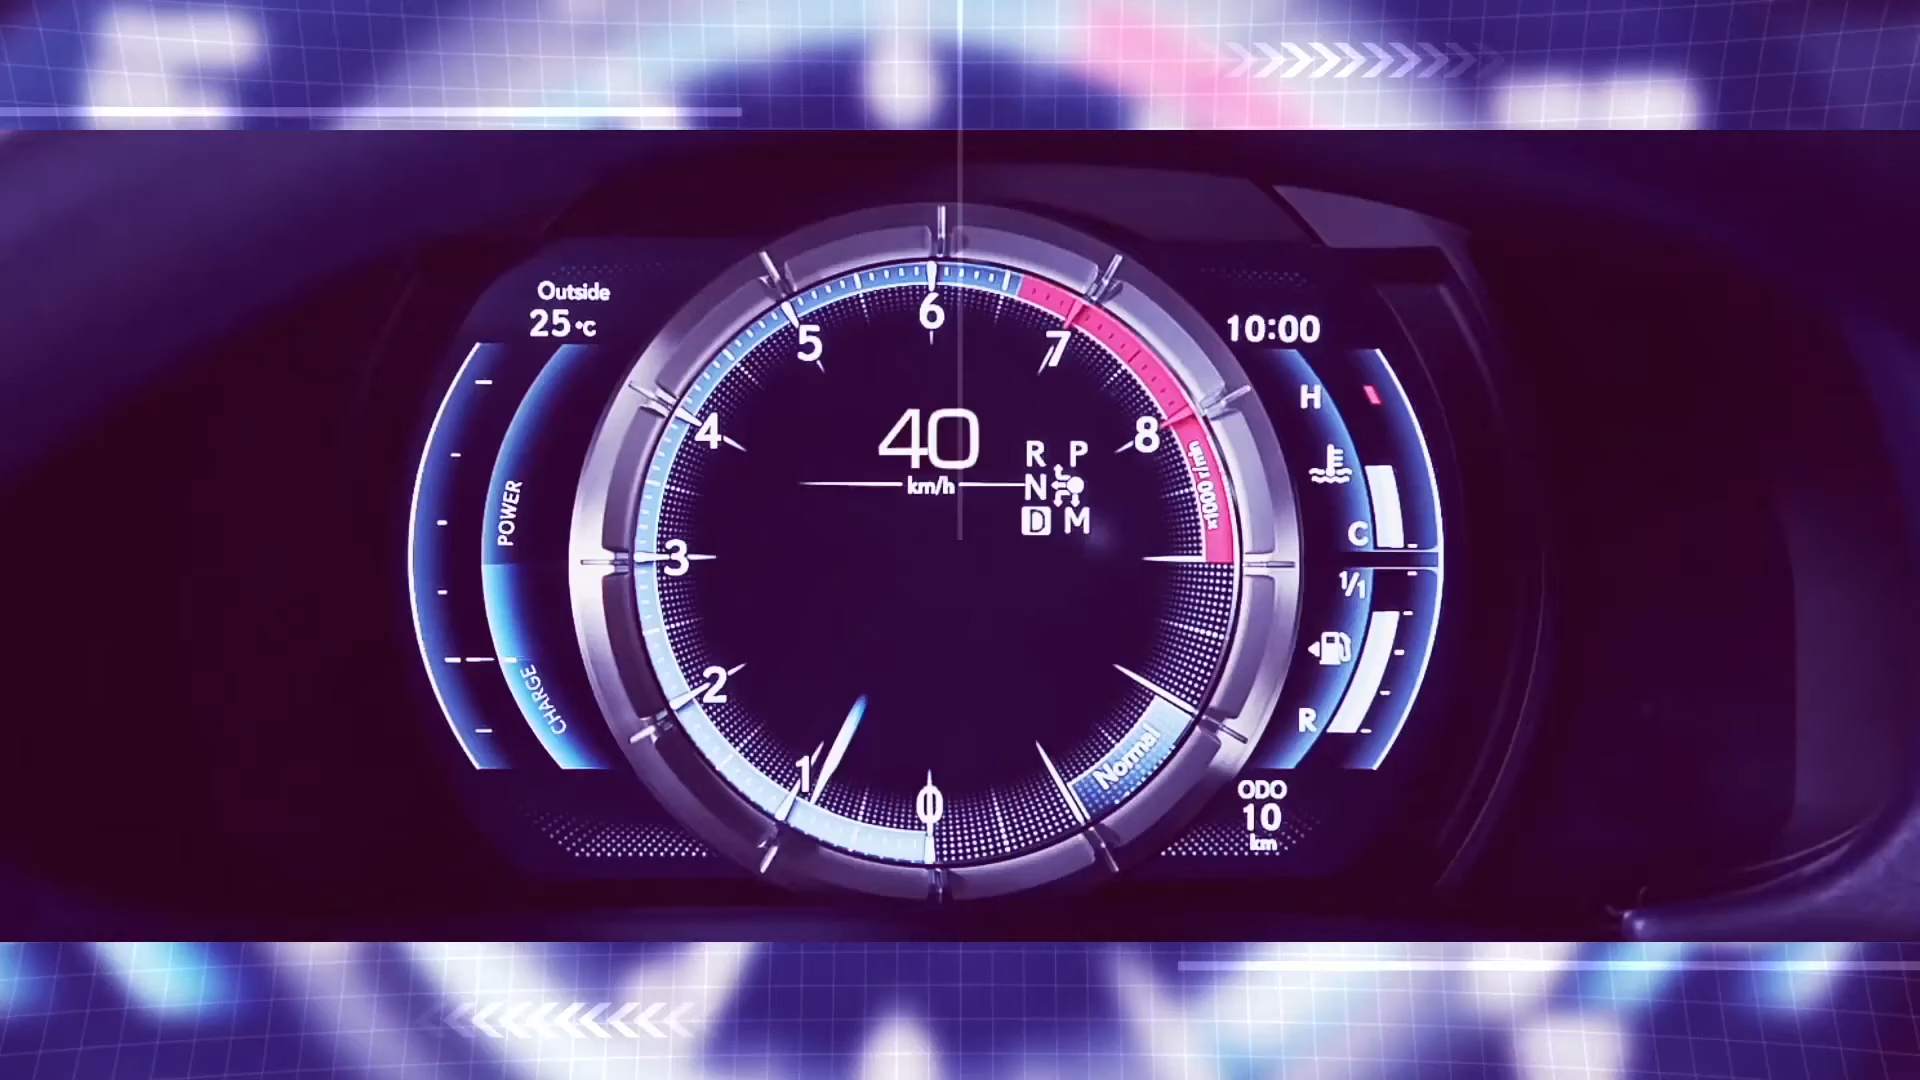 Outside
25°C
10:00
6
5
7
4
8
3
2
1
0
40
km/h
R P
N
D M
x1000 r/min
POWER
CHARGE
H
C
1/1
R
Normal
ODO
10
km